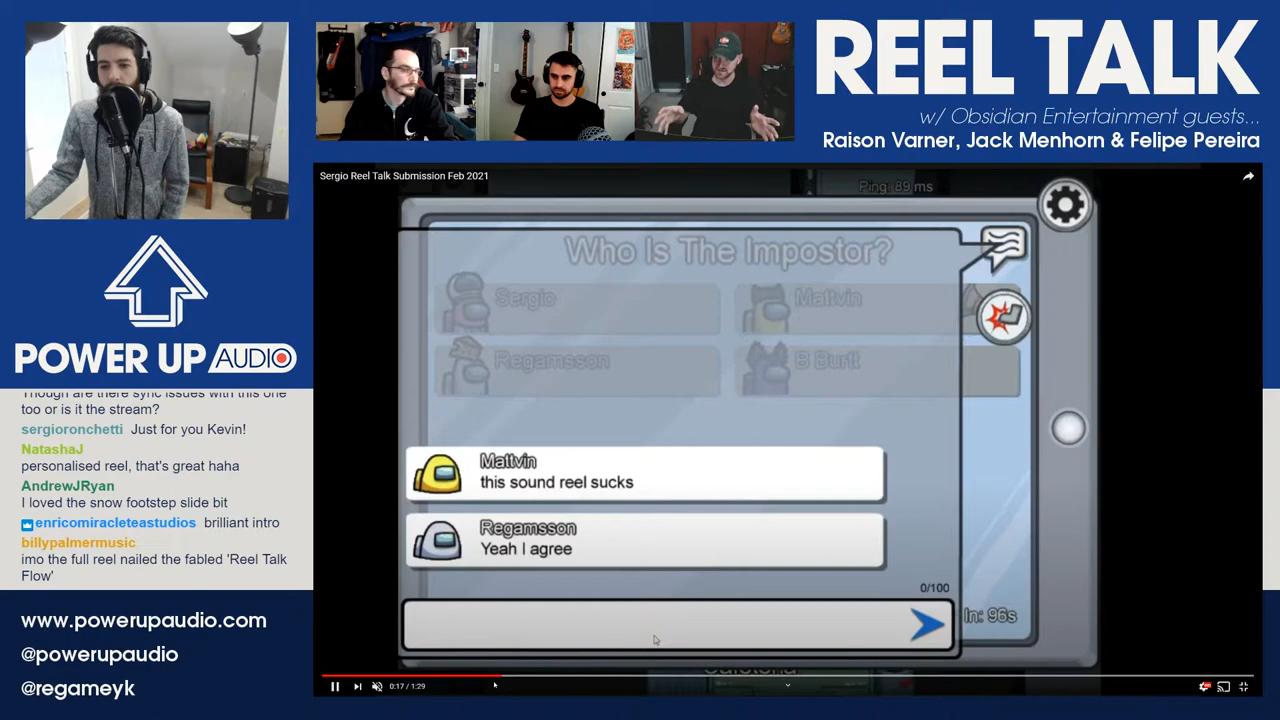 REEL TALK
w/ Obsidian Entertainment guests...
Raison Varner, Jack Menhorn & Felipe Pereira
POWER UP AUDIO
Though are there sync issues with this one
too or is it the stream?
sergioronchetti Just for you Kevin!
NatashaJ
personalised reel, that's great haha
AndrewJRyan
I loved the snow footstep slide bit
enricomiracleteastudios brilliant intro
billypalmermusic
imo the full reel nailed the fabled 'Reel Talk
Flow'
www.powerupaudio.com
@powerupaudio
@regameyk
Sergio Reel Talk Submission Feb 2021
Ping: 89 ms
Who Is The Impostor?
Sergio
Mattvin
Regamsson
B Burtt
Mattvin
this sound reel sucks
Regamsson
Yeah I agree
0/100
In: 96s
Cafeteria
0:17 / 1:29